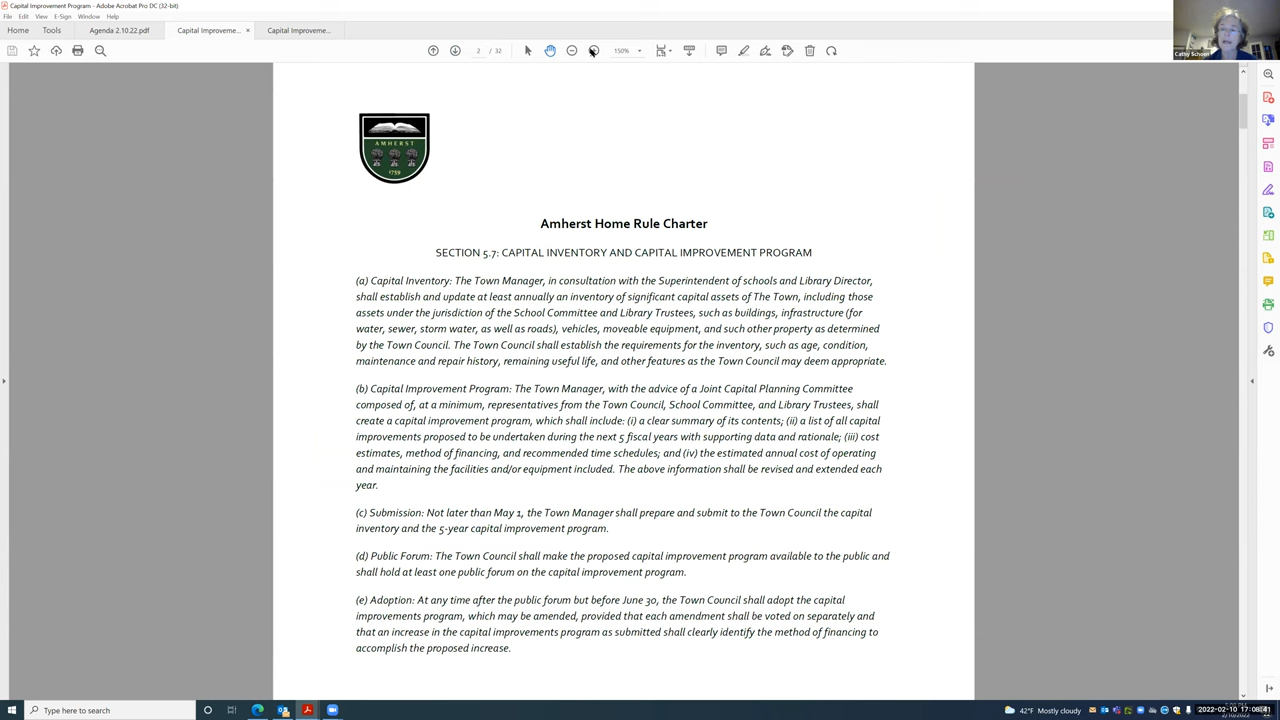 Capital Improvement Program - Adobe Acrobat Pro DC (32-bit)
File Edit View E-Sign Window Help
Home Tools Agenda 2.10.22.pdf Capital Improveme... × Capital Improveme...
2 / 32 150%
Cathy Schoen
AMHERST
1759
Amherst Home Rule Charter
SECTION 5.7: CAPITAL INVENTORY AND CAPITAL IMPROVEMENT PROGRAM
(a) Capital Inventory: The Town Manager, in consultation with the Superintendent of schools and Library Director,
shall establish and update at least annually an inventory of significant capital assets of The Town, including those
assets under the jurisdiction of the School Committee and Library Trustees, such as buildings, infrastructure (for
water, sewer, storm water, as well as roads), vehicles, moveable equipment, and such other property as determined
by the Town Council. The Town Council shall establish the requirements for the inventory, such as age, condition,
maintenance and repair history, remaining useful life, and other features as the Town Council may deem appropriate.
(b) Capital Improvement Program: The Town Manager, with the advice of a Joint Capital Planning Committee
composed of, at a minimum, representatives from the Town Council, School Committee, and Library Trustees, shall
create a capital improvement program, which shall include: (i) a clear summary of its contents; (ii) a list of all capital
improvements proposed to be undertaken during the next 5 fiscal years with supporting data and rationale; (iii) cost
estimates, method of financing, and recommended time schedules; and (iv) the estimated annual cost of operating
and maintaining the facilities and/or equipment included. The above information shall be revised and extended each
year.
(c) Submission: Not later than May 1, the Town Manager shall prepare and submit to the Town Council the capital
inventory and the 5-year capital improvement program.
(d) Public Forum: The Town Council shall make the proposed capital improvement program available to the public and
shall hold at least one public forum on the capital improvement program.
(e) Adoption: At any time after the public forum but before June 30, the Town Council shall adopt the capital
improvements program, which may be amended, provided that each amendment shall be voted on separately and
that an increase in the capital improvements program as submitted shall clearly identify the method of financing to
accomplish the proposed increase.
Type here to search 42°F Mostly cloudy 2022-02-10 17:08:41